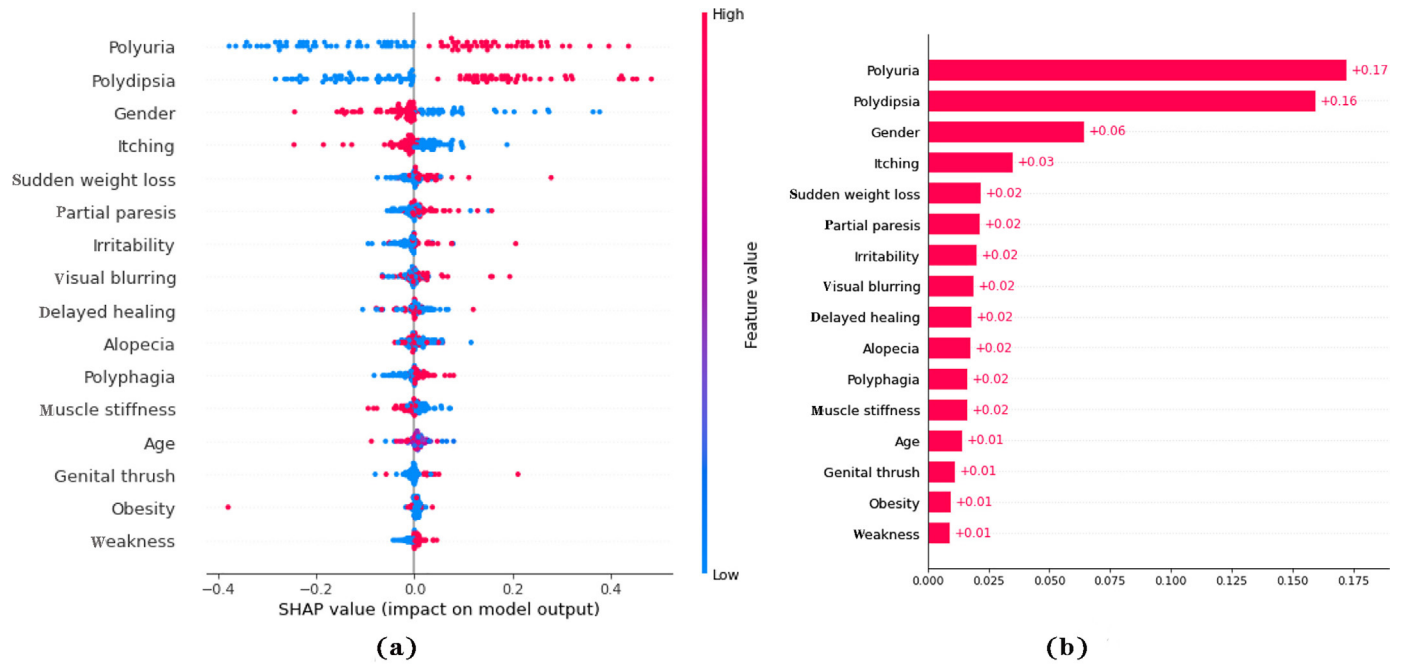 High
Polyuria
Polydipsia
Gender
Itching
Sudden weight loss
Partial paresis
Irritability
Visual blurring
Delayed healing
Alopecia
Polyphagia
Muscle stiffness
Age
Genital thrush
Obesity
Weakness
Feature value
Low
−0.4 −0.2 0.0 0.2 0.4
SHAP value (impact on model output)
(a)
Polyuria +0.17
Polydipsia +0.16
Gender +0.06
Itching +0.03
Sudden weight loss +0.02
Partial paresis +0.02
Irritability +0.02
Visual blurring +0.02
Delayed healing +0.02
Alopecia +0.02
Polyphagia +0.02
Muscle stiffness +0.02
Age +0.01
Genital thrush +0.01
Obesity +0.01
Weakness +0.01
0.000 0.025 0.050 0.075 0.100 0.125 0.150 0.175
(b)